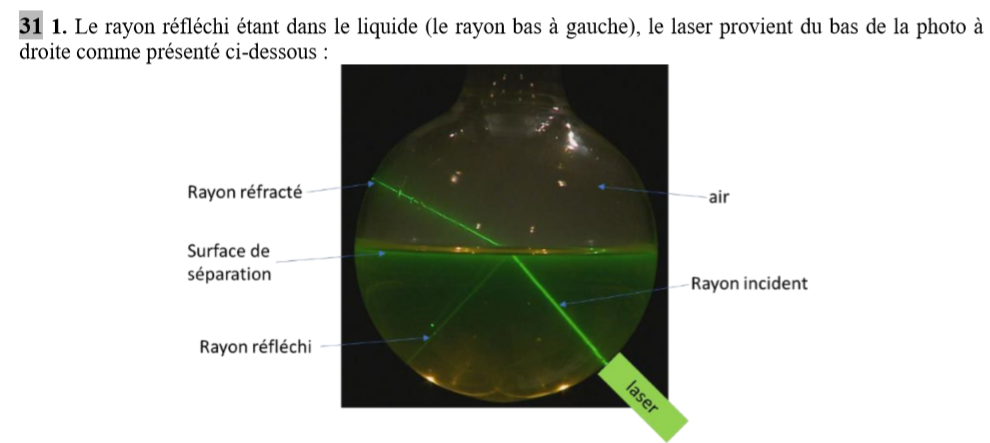 31 1. Le rayon réfléchi étant dans le liquide (le rayon bas à gauche), le laser provient du bas de la photo à
droite comme présenté ci-dessous :
Rayon réfracté
air
Surface de
séparation
Rayon incident
Rayon réfléchi
laser